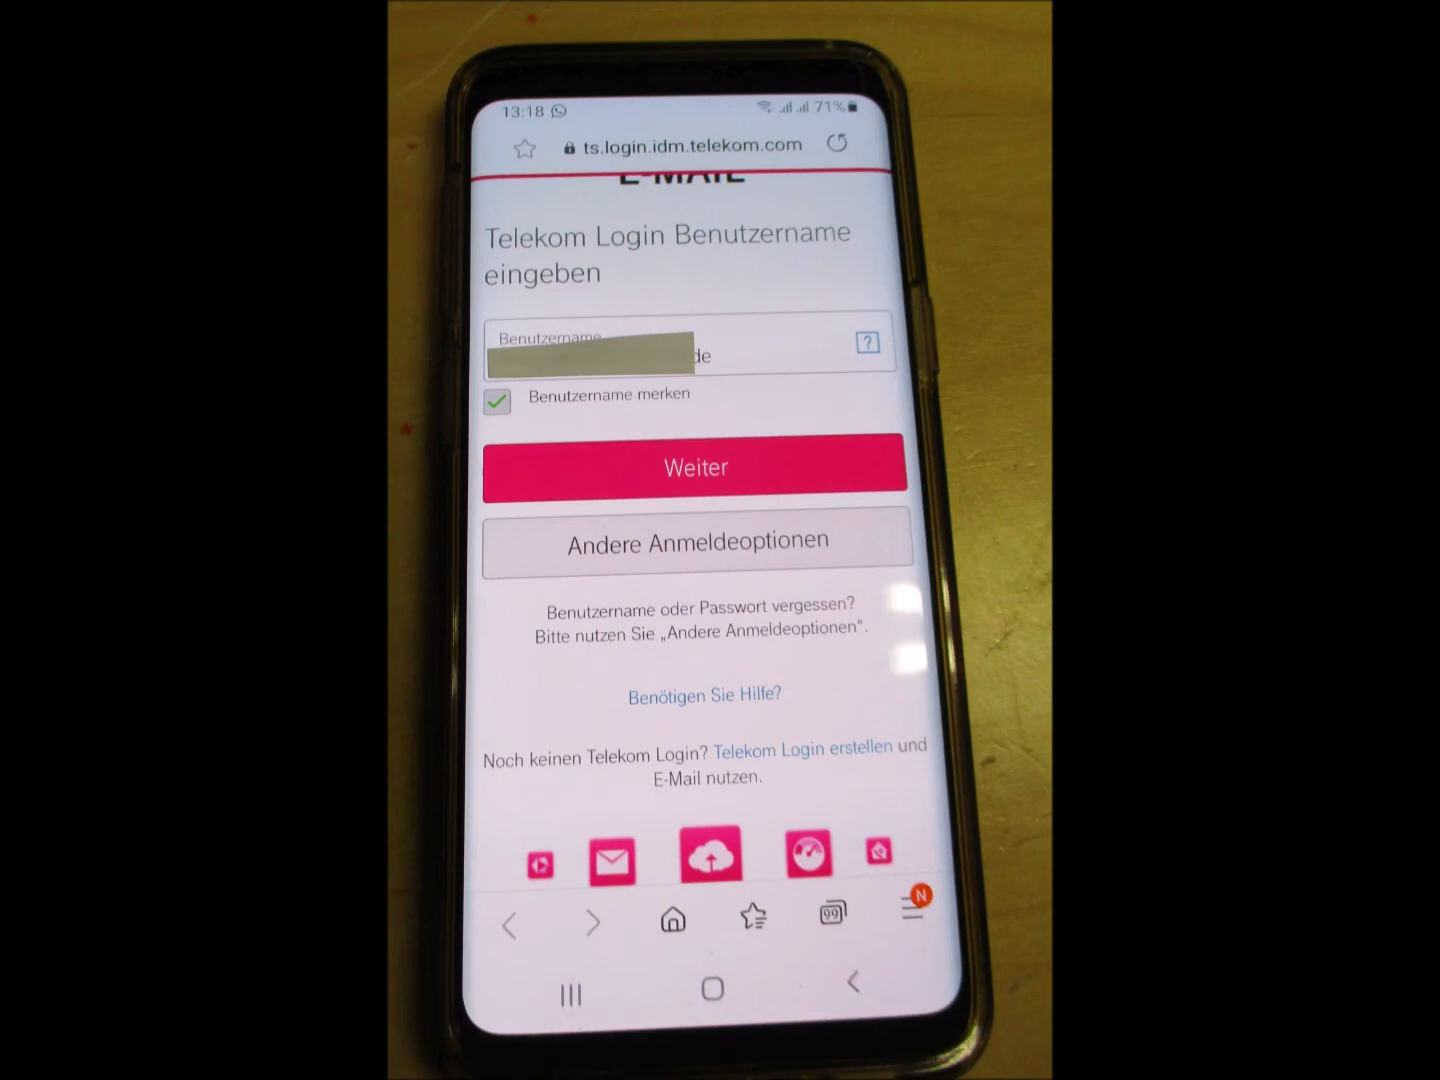 13:18
71%
ts.login.idm.telekom.com
E-MAIL
Telekom Login Benutzername
eingeben
Benutzername
de
?
Benutzername merken
Weiter
Andere Anmeldeoptionen
Benutzername oder Passwort vergessen?
Bitte nutzen Sie „Andere Anmeldeoptionen".
Benötigen Sie Hilfe?
Noch keinen Telekom Login? Telekom Login erstellen und
E-Mail nutzen.
99
N